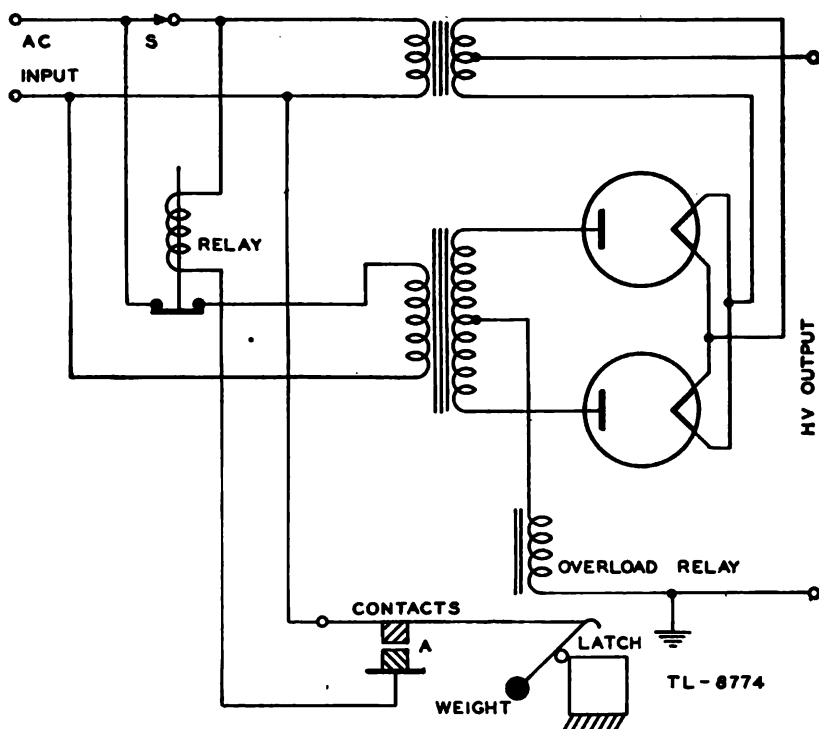 AC
S
INPUT
RELAY
HV OUTPUT
OVERLOAD RELAY
CONTACTS
A
LATCH
WEIGHT
TL-8774